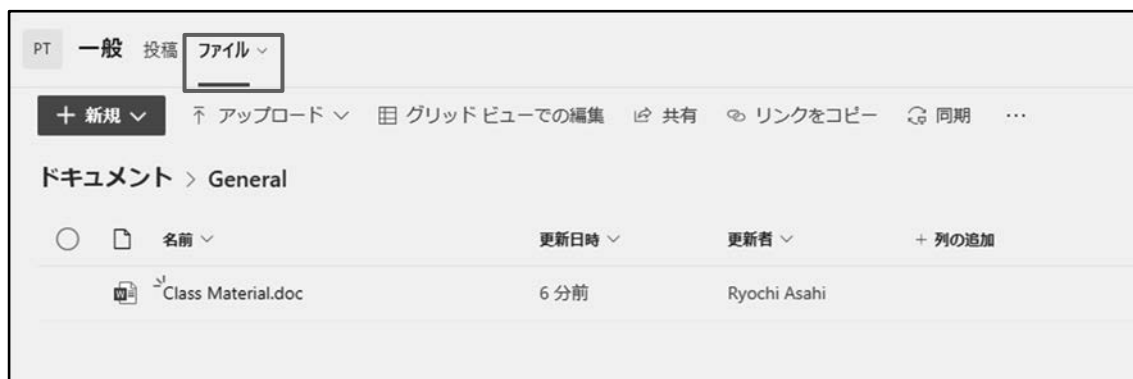 PT 一般 投稿 ファイル
+ 新規 アップロード グリッド ビューでの編集 共有 リンクをコピー 同期 …
ドキュメント > General
名前 更新日時 更新者 + 列の追加
Class Material.doc 6 分前 Ryochi Asahi